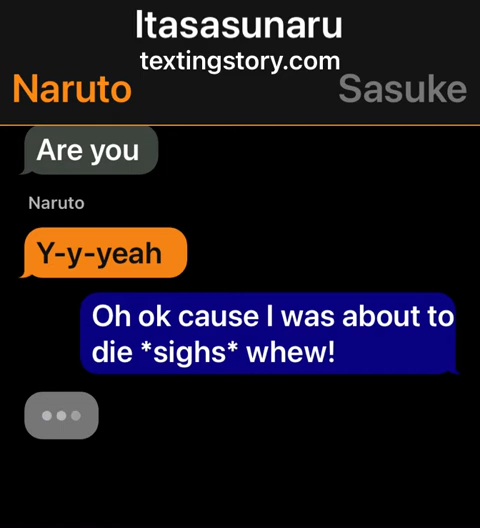 Itasasunaru
textingstory.com
Naruto
Sasuke
Are you
Naruto
Y-y-yeah
Oh ok cause I was about to
die *sighs* whew!